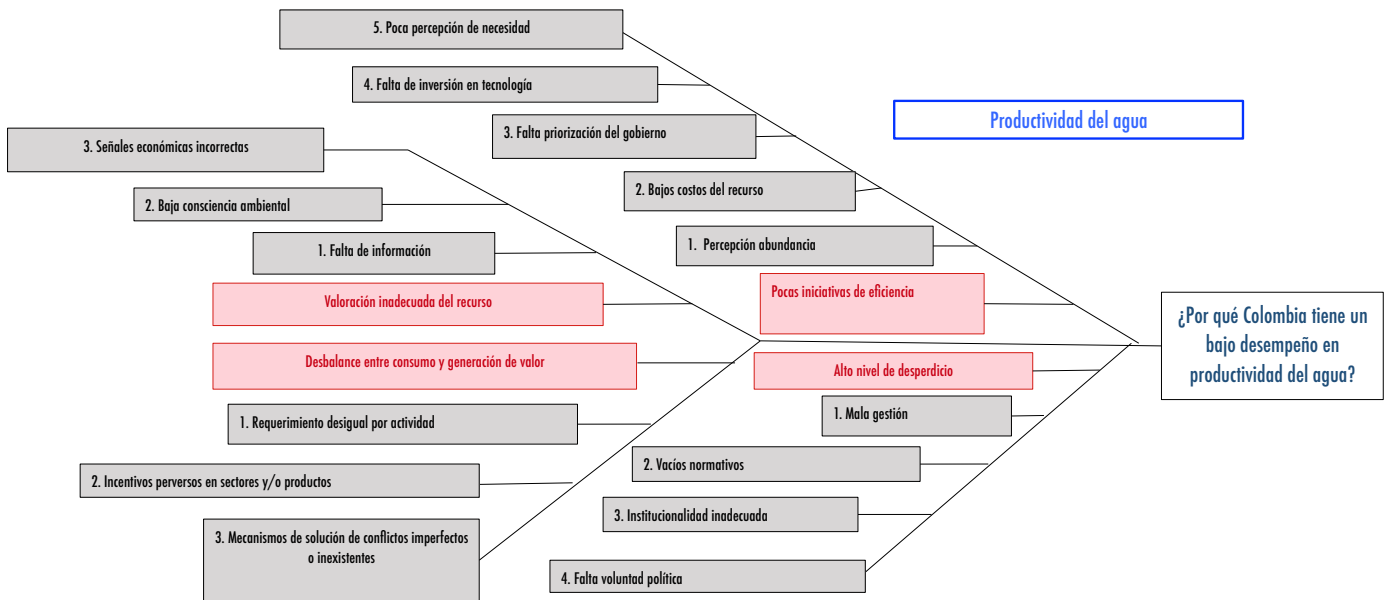 5. Poca percepción de necesidad
4. Falta de inversión en tecnología
3. Falta priorización del gobierno
2. Bajos costos del recurso
1. Percepción abundancia
Pocas iniciativas de eficiencia
Productividad del agua
3. Señales económicas incorrectas
2. Baja consciencia ambiental
1. Falta de información
Valoración inadecuada del recurso
Desbalance entre consumo y generación de valor
1. Requerimiento desigual por actividad
2. Incentivos perversos en sectores y/o productos
3. Mecanismos de solución de conflictos imperfectos
o inexistentes
Alto nivel de desperdicio
1. Mala gestión
2. Vacíos normativos
3. Institucionalidad inadecuada
4. Falta voluntad política
¿Por qué Colombia tiene un
bajo desempeño en
productividad del agua?